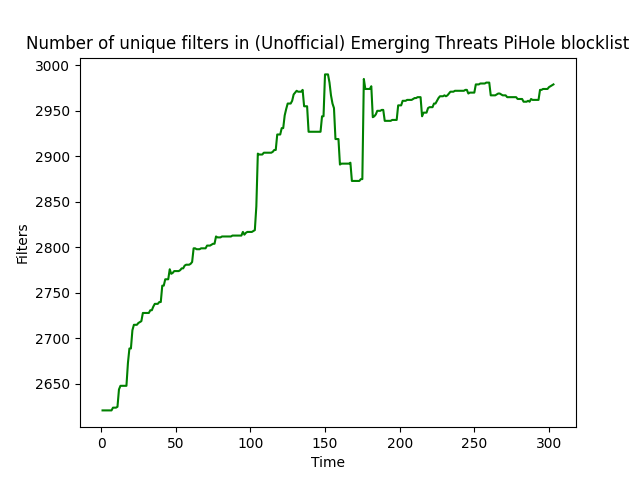 Number of unique filters in (Unofficial) Emerging Threats PiHole blocklist
3000
2950
2900
2850
2800
2750
2700
2650
Filters
0 50 100 150 200 250 300
Time